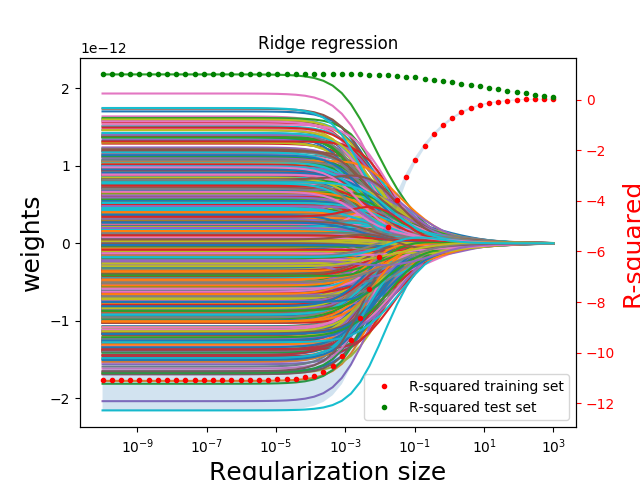 Ridge regression
1e−12
2
1
0
−1
−2
weights
0
−2
−4
−6
−8
−10
−12
R-squared
R-squared training set
R-squared test set
10⁻⁹ 10⁻⁷ 10⁻⁵ 10⁻³ 10⁻¹ 10¹ 10³
Regularization size